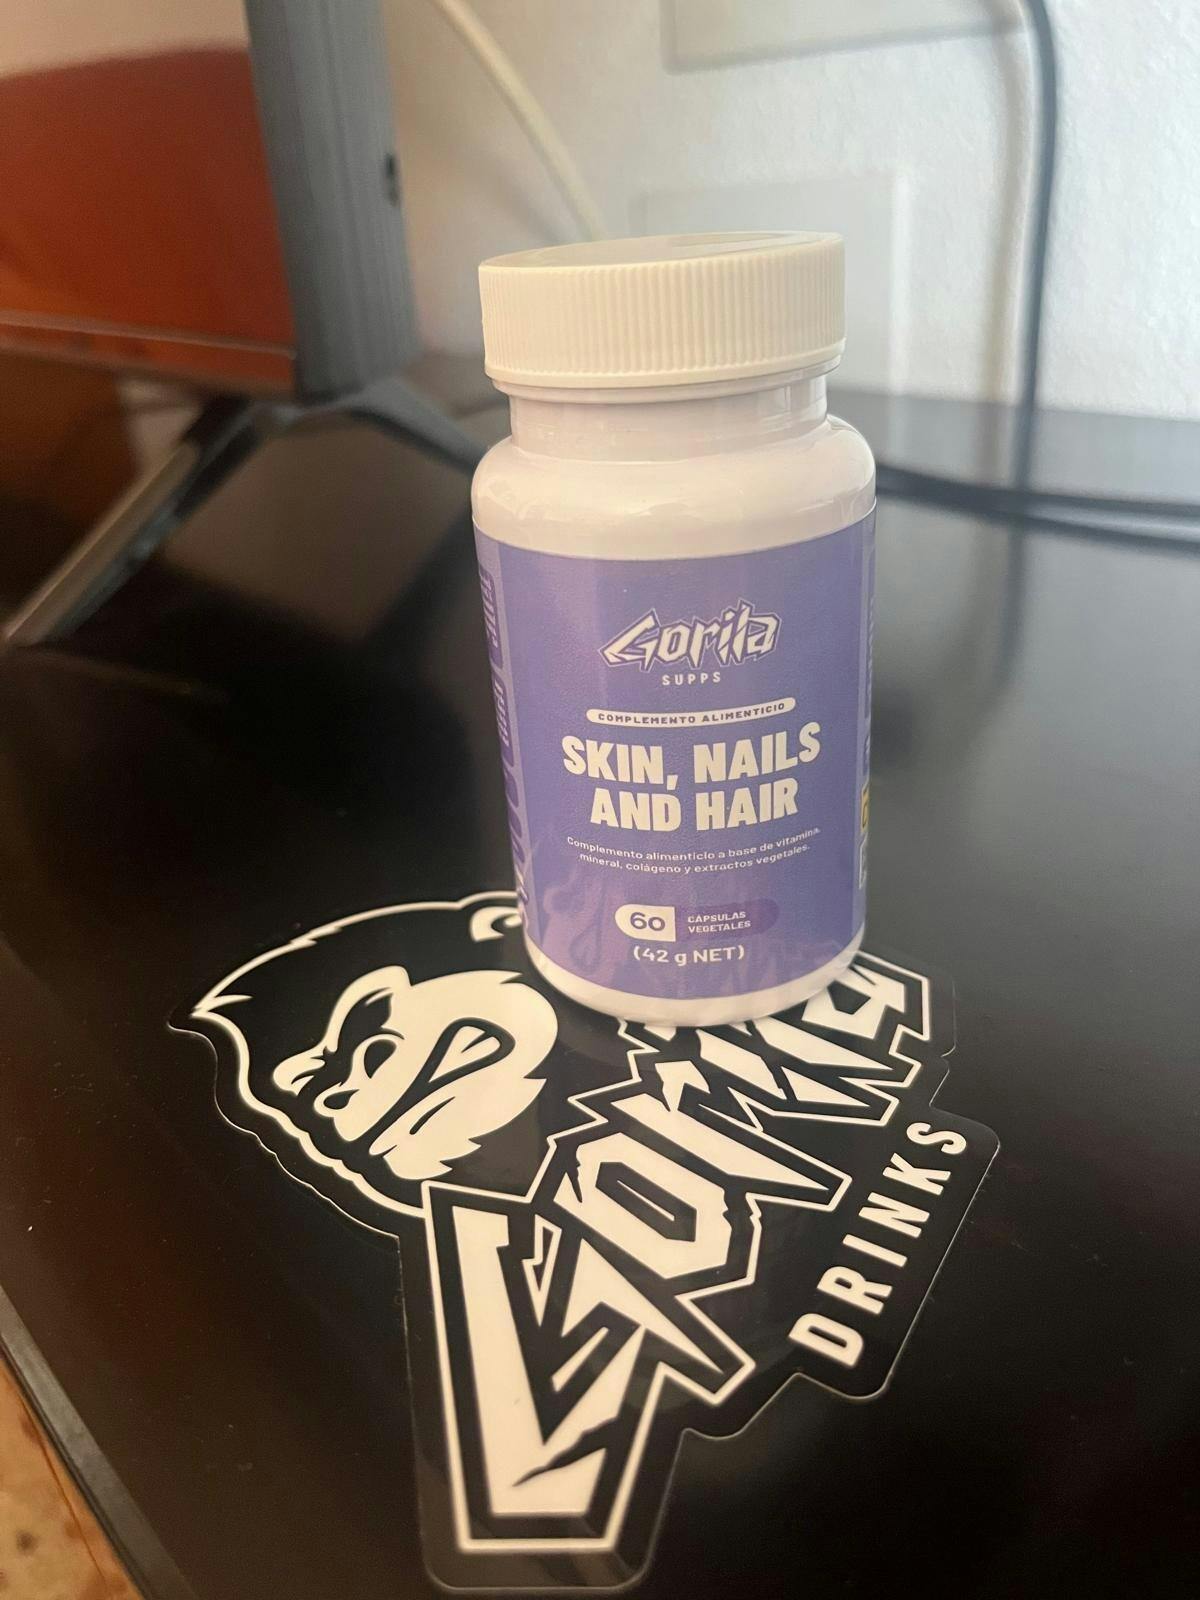 Gorila
SUPPS
COMPLEMENTO ALIMENTICIO
SKIN, NAILS
AND HAIR
Complemento alimenticio a base de vitamina,
mineral, colágeno y extractos vegetales.
60 CÁPSULAS
VEGETALES
(42 g NET)
Gorila
DRINKS